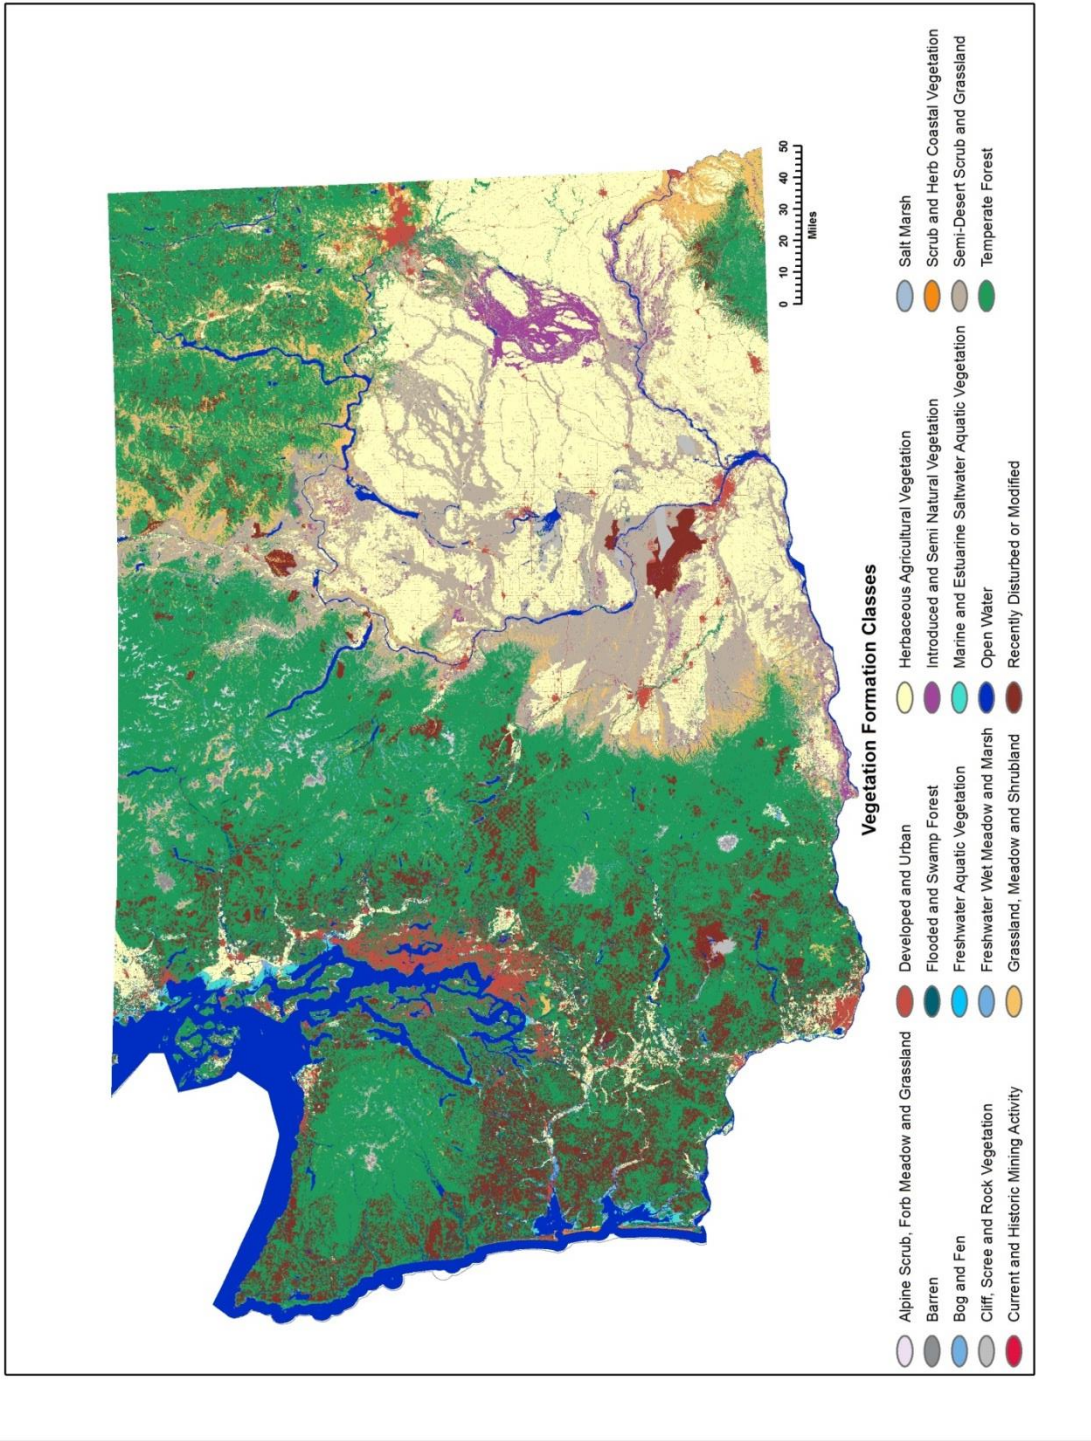 0 10 20 30 40 50
Miles
Vegetation Formation Classes
Alpine Scrub, Forb Meadow and Grassland
Barren
Bog and Fen
Cliff, Scree and Rock Vegetation
Current and Historic Mining Activity
Developed and Urban
Flooded and Swamp Forest
Freshwater Aquatic Vegetation
Freshwater Wet Meadow and Marsh
Grassland, Meadow and Shrubland
Herbaceous Agricultural Vegetation
Introduced and Semi Natural Vegetation
Marine and Estuarine Saltwater Aquatic Vegetation
Open Water
Recently Disturbed or Modified
Salt Marsh
Scrub and Herb Coastal Vegetation
Semi-Desert Scrub and Grassland
Temperate Forest